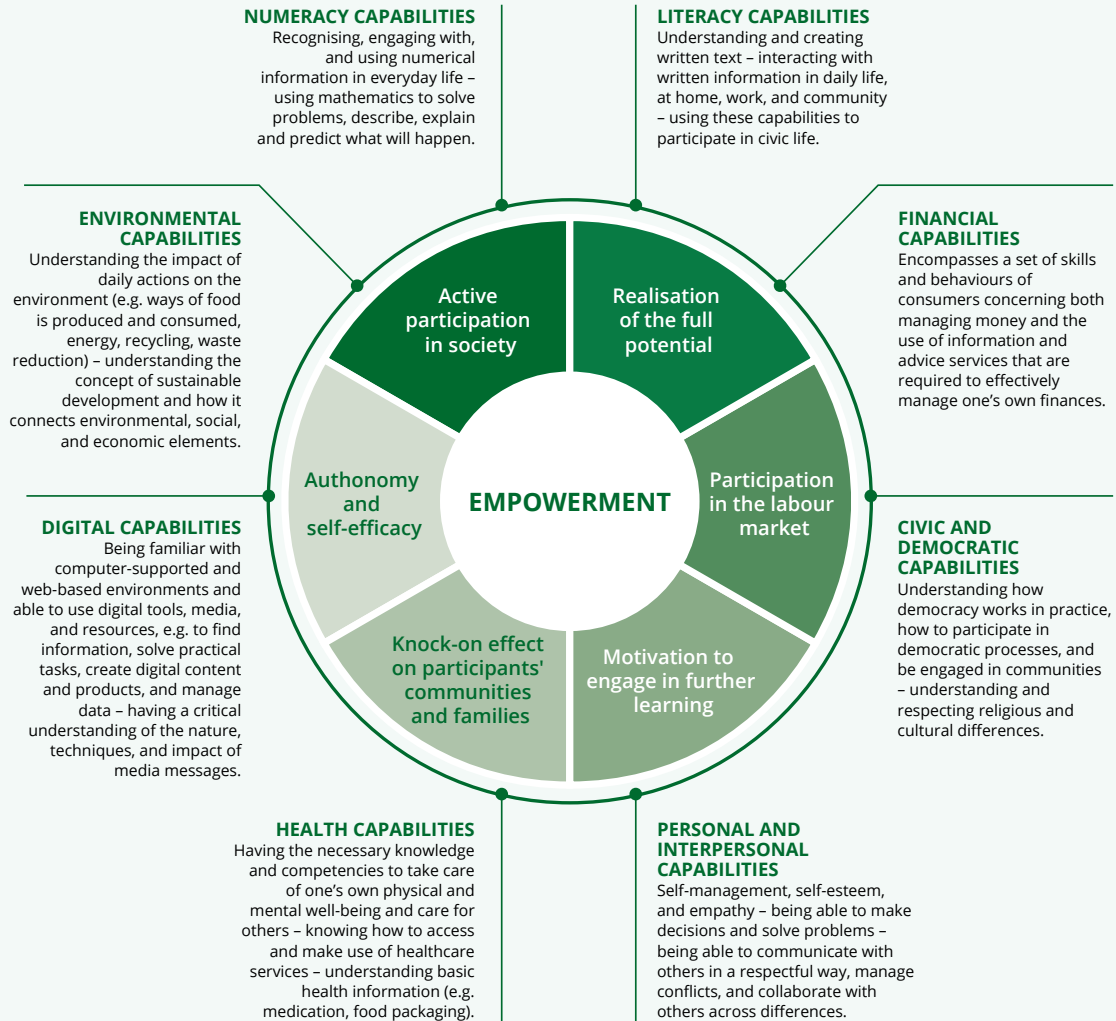 NUMERACY CAPABILITIES
Recognising, engaging with,
and using numerical
information in everyday life –
using mathematics to solve
problems, describe, explain
and predict what will happen.
LITERACY CAPABILITIES
Understanding and creating
written text – interacting with
written information in daily life,
at home, work, and community
– using these capabilities to
participate in civic life.
ENVIRONMENTAL
CAPABILITIES
Understanding the impact of
daily actions on the
environment (e.g. ways of food
is produced and consumed,
energy, recycling, waste
reduction) – understanding the
concept of sustainable
development and how it
connects environmental, social,
and economic elements.
FINANCIAL
CAPABILITIES
Encompasses a set of skills
and behaviours of
consumers concerning both
managing money and the
use of information and
advice services that are
required to effectively
manage one’s own finances.
Active
participation
in society
Realisation
of the full
potential
Authonomy
and
self-efficacy
EMPOWERMENT
Participation
in the labour
market
Knock-on effect
on participants'
communities
and families
Motivation to
engage in further
learning
DIGITAL CAPABILITIES
Being familiar with
computer-supported and
web-based environments and
able to use digital tools, media,
and resources, e.g. to find
information, solve practical
tasks, create digital content
and products, and manage
data – having a critical
understanding of the nature,
techniques, and impact of
media messages.
CIVIC AND
DEMOCRATIC
CAPABILITIES
Understanding how
democracy works in practice,
how to participate in
democratic processes, and
be engaged in communities
– understanding and
respecting religious and
cultural differences.
HEALTH CAPABILITIES
Having the necessary knowledge
and competencies to take care
of one’s own physical and
mental well-being and care for
others – knowing how to access
and make use of healthcare
services – understanding basic
health information (e.g.
medication, food packaging).
PERSONAL AND
INTERPERSONAL
CAPABILITIES
Self-management, self-esteem,
and empathy – being able to make
decisions and solve problems –
being able to communicate with
others in a respectful way, manage
conflicts, and collaborate with
others across differences.